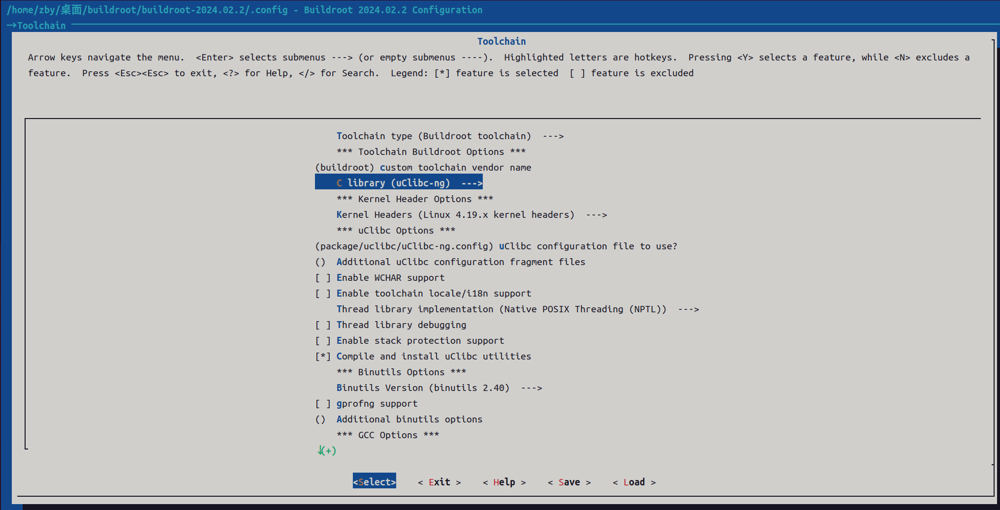 /home/zby/桌面/buildroot/buildroot-2024.02.2/.config - Buildroot 2024.02.2 Configuration
→Toolchain
Toolchain
Arrow keys navigate the menu.  <Enter> selects submenus ---> (or empty submenus ----).  Highlighted letters are hotkeys.  Pressing <Y> selects a feature, while <N> excludes a
feature.  Press <Esc><Esc> to exit, <?> for Help, </> for Search.  Legend: [*] feature is selected  [ ] feature is excluded
Toolchain type (Buildroot toolchain)  --->
*** Toolchain Buildroot Options ***
(buildroot) custom toolchain vendor name
C library (uClibc-ng)  --->
*** Kernel Header Options ***
Kernel Headers (Linux 4.19.x kernel headers)  --->
*** uClibc Options ***
(package/uclibc/uClibc-ng.config) uClibc configuration file to use?
()  Additional uClibc configuration fragment files
[ ] Enable WCHAR support
[ ] Enable toolchain locale/i18n support
Thread library implementation (Native POSIX Threading (NPTL))  --->
[ ] Thread library debugging
[ ] Enable stack protection support
[*] Compile and install uClibc utilities
*** Binutils Options ***
Binutils Version (binutils 2.40)  --->
[ ] gprofng support
()  Additional binutils options
*** GCC Options ***
↓(+)
<Select>    < Exit >    < Help >    < Save >    < Load >